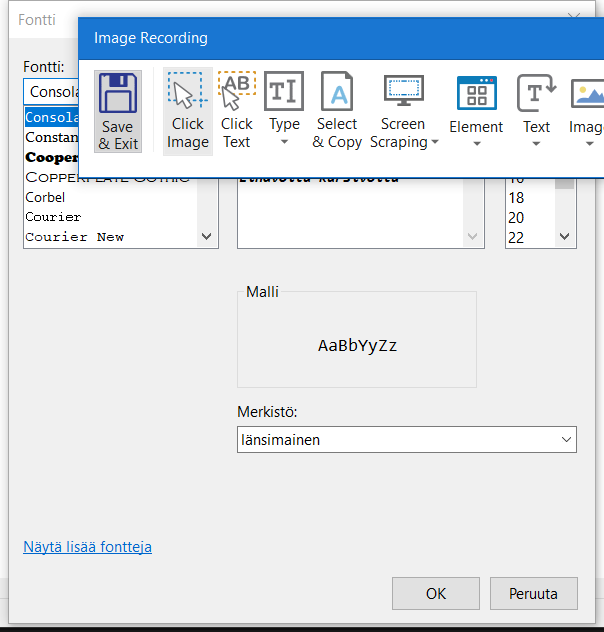 Fontti
Image Recording
Fontti:
Save & Exit
Click Image
Click Text
AB
Type
Select & Copy
A
Screen Scraping
Element
Text
T
TI
Consola
Consola
Constan
Cooper
Copperplate Gothic
Corbel
Courier
Courier New
Lihavoitu kursivoitu
18
20
22
Malli
AaBbYyZz
Merkistö:
länsimainen
Näytä lisää fontteja
OK
Peruuta